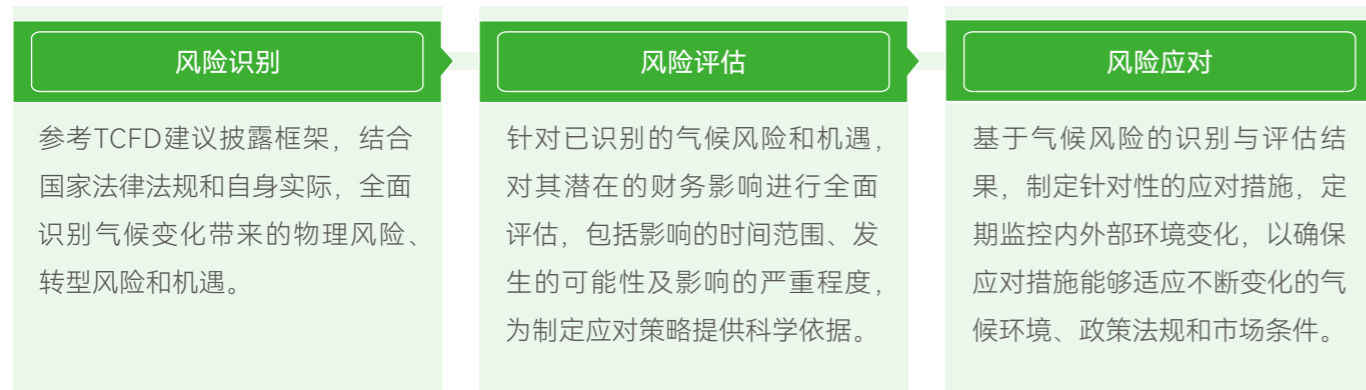 风险识别
参考TCFD建议披露框架，结合
国家法律法规和自身实际，全面
识别气候变化带来的物理风险、
转型风险和机遇。
风险评估
针对已识别的气候风险和机遇，
对其潜在的财务影响进行全面
评估，包括影响的时间范围、发
生的可能性及影响的严重程度，
为制定应对策略提供科学依据。
风险应对
基于气候风险的识别与评估结
果，制定针对性的应对措施，定
期监控内外部环境变化，以确保
应对措施能够适应不断变化的气
候环境、政策法规和市场条件。